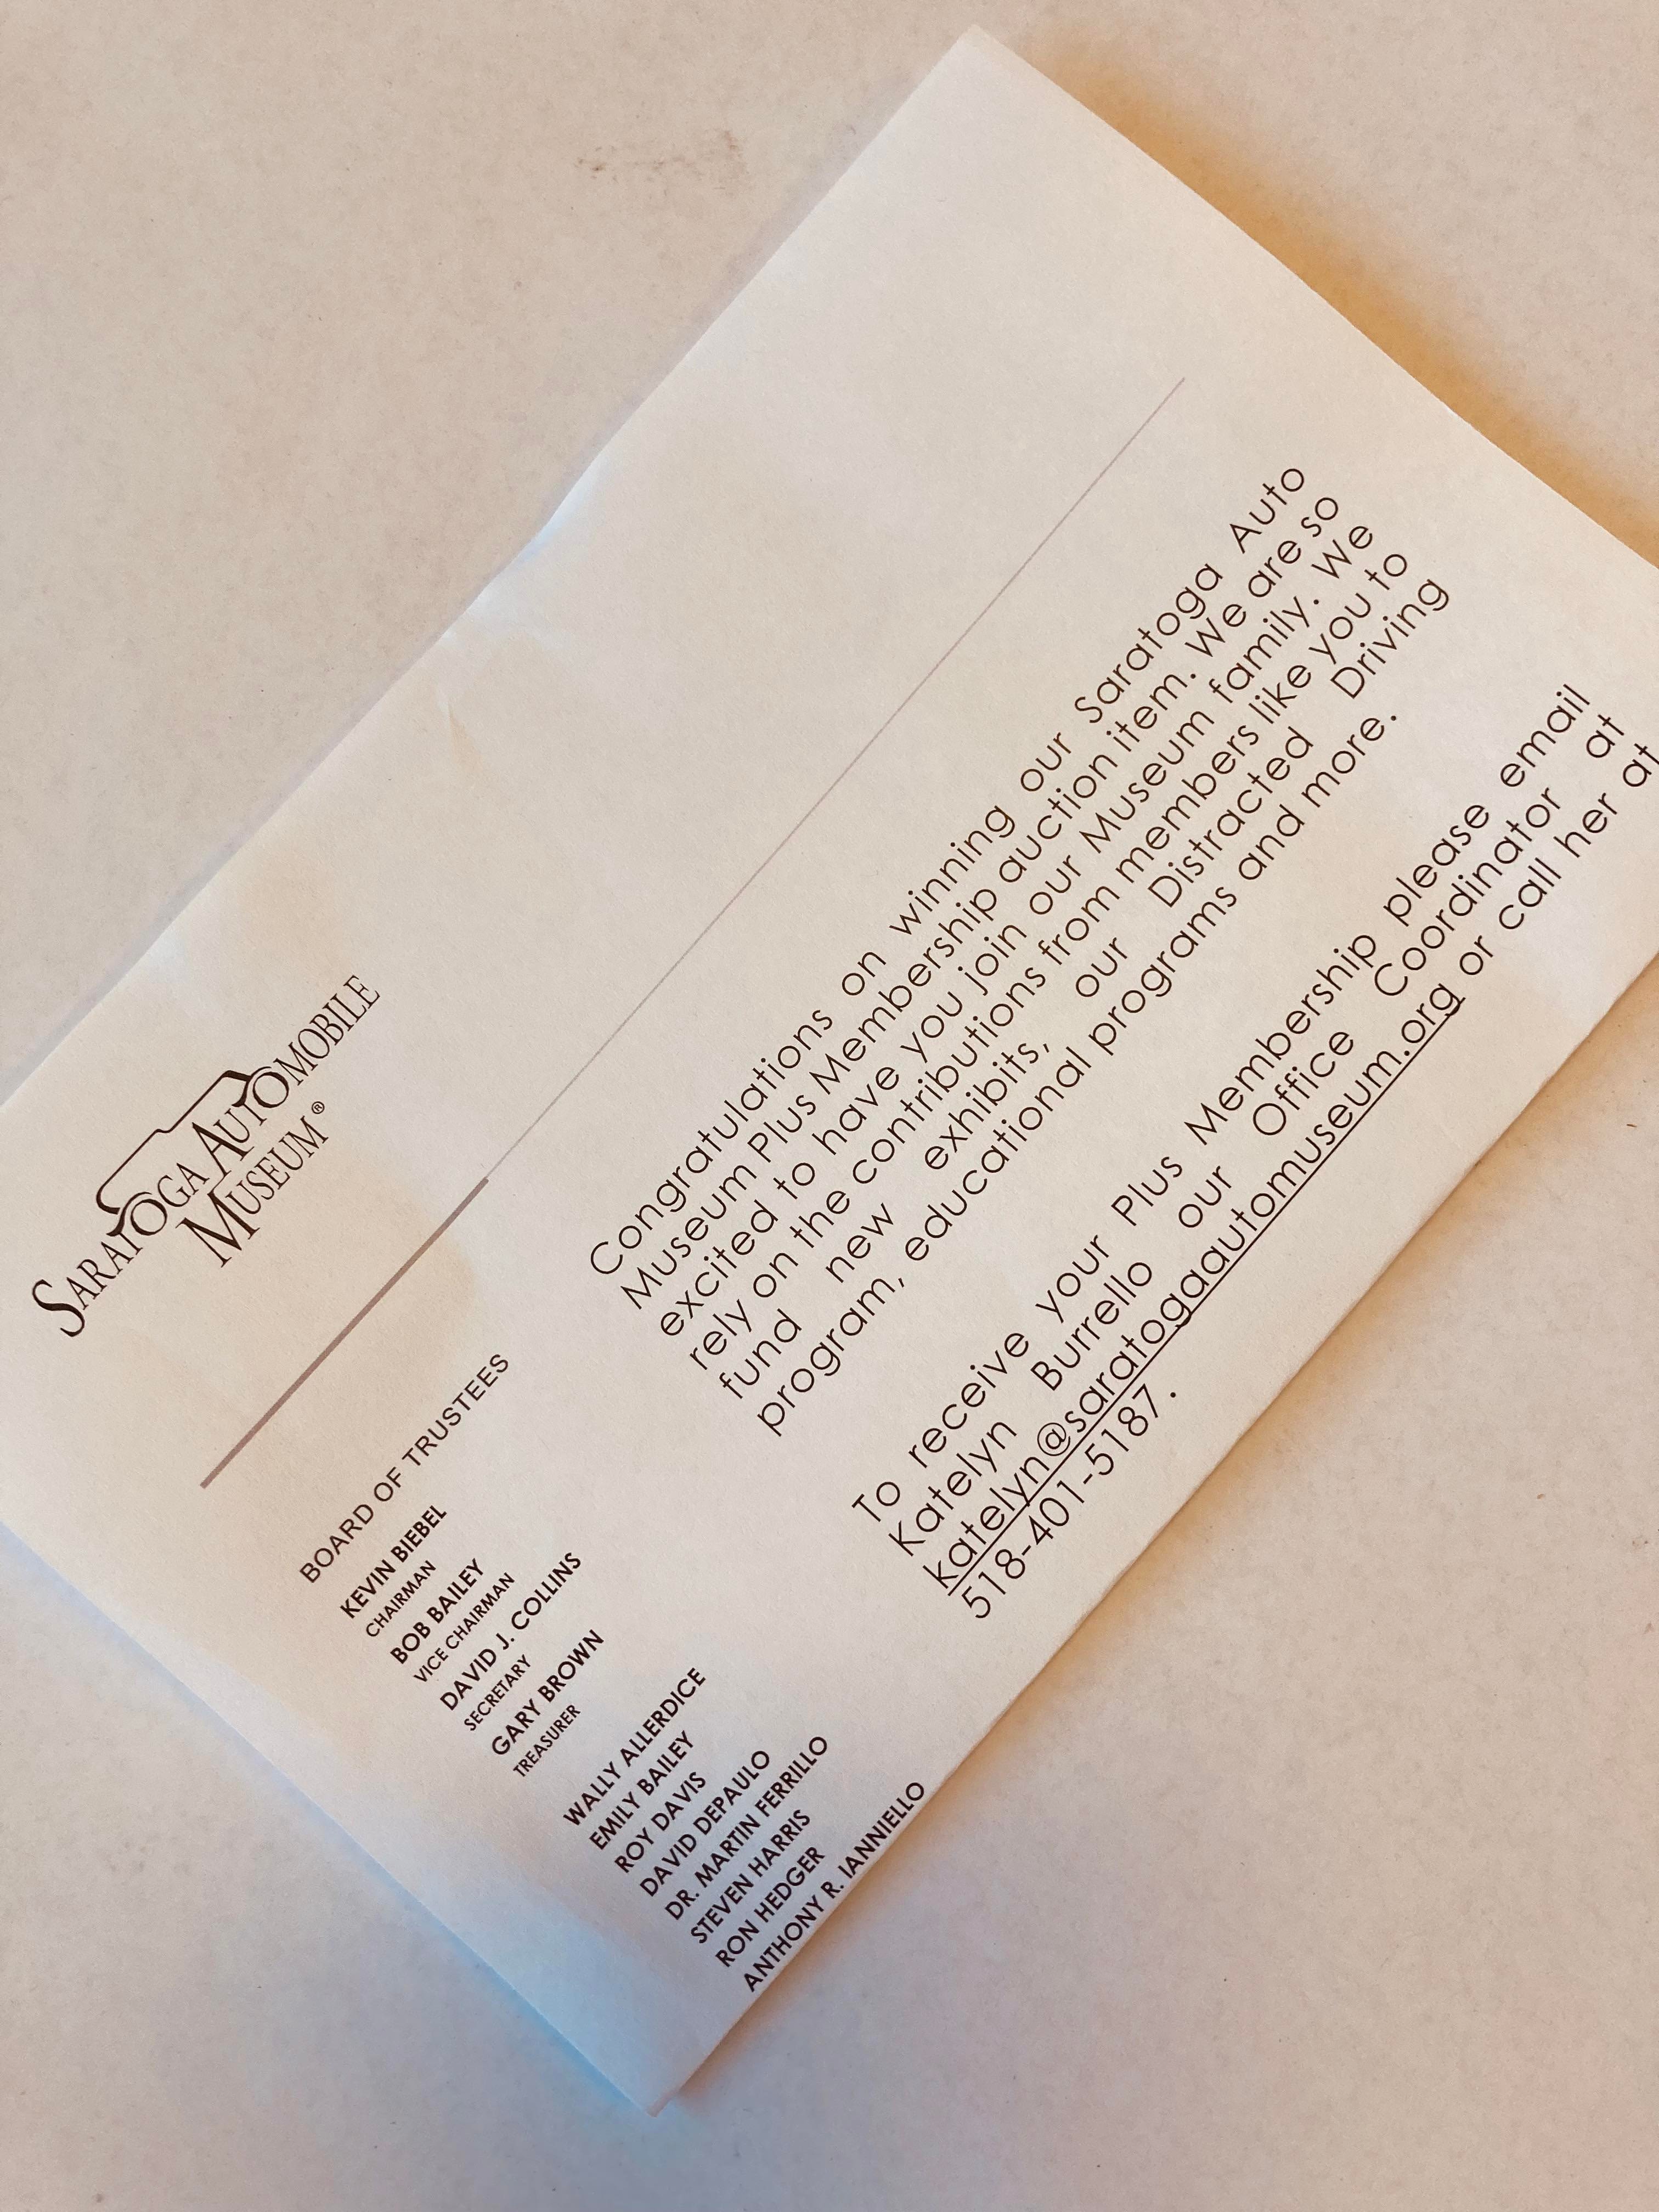 SARATOGA AUTOMOBILE
MUSEUM®
BOARD OF TRUSTEES
KEVIN BIEBEL
CHAIRMAN
BOB BAILEY
VICE CHAIRMAN
DAVID J. COLLINS
SECRETARY
GARY BROWN
TREASURER
WALLY ALLERDICE
EMILY BAILEY
ROY DAVIS
DAVID DEPAULO
DR. MARTIN FERRILLO
STEVEN HARRIS
RON HEDGER
ANTHONY R. IANNIELLO
Congratulations on winning our Saratoga Auto
Museum Plus Membership auction item. We are so
excited to have you join our Museum family. We
rely on the contributions from members like you to
fund new exhibits, our Distracted Driving
program, educational programs and more.
To receive your Plus Membership please email
Katelyn Burrello our Office Coordinator at
katelyn@saratogaautomuseum.org or call her at
518-401-5187.